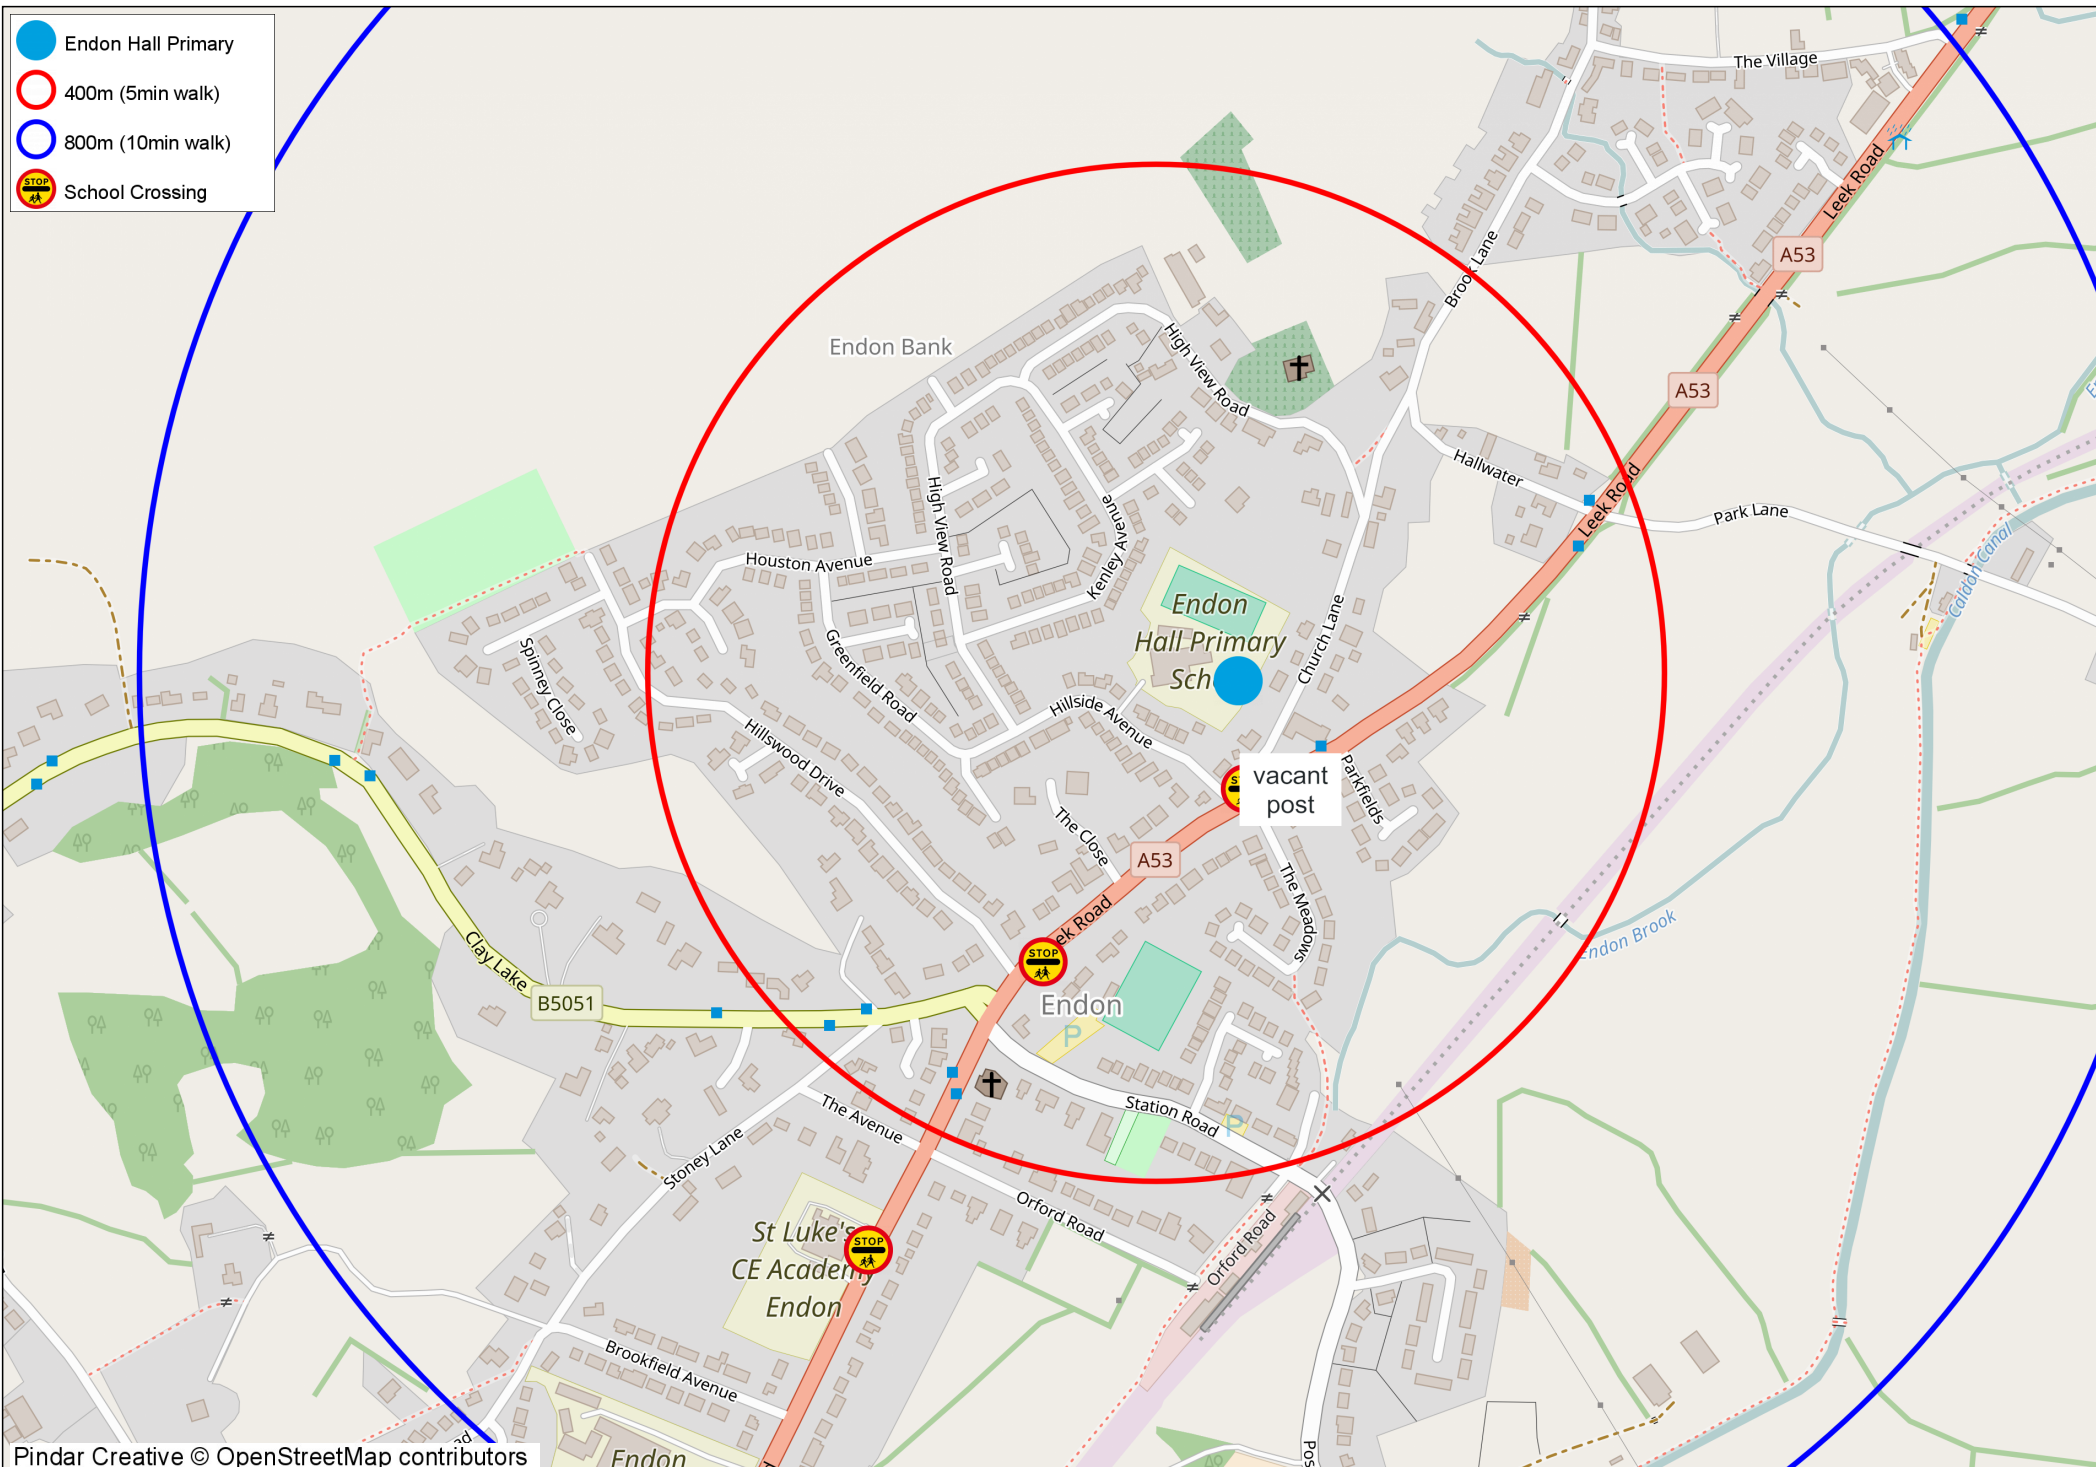 Endon Hall Primary
400m (5min walk)
800m (10min walk)
STOP
School Crossing
The Village
Leek Road
A53
Brook Lane
Endon Bank
High View Road
A53
Hallwater
Leek Road
Park Lane
Caldon Canal
High View Road
Kenley Avenue
Houston Avenue
Endon
Hall Primary
Church Lane
Spinney Close
Greenfield Road
Hillside Avenue
Hillswood Drive
vacant
post
Parkfields
The Close
A53
The Meadows
Endon Brook
STOP
Endon
P
Clay Lake
B5051
Station Road
P
The Avenue
Stoney Lane
Orford Road
Orford Road
St Luke's
CE Academy
Endon
STOP
Brookfield Avenue
Endon
Pindar Creative © OpenStreetMap contributors